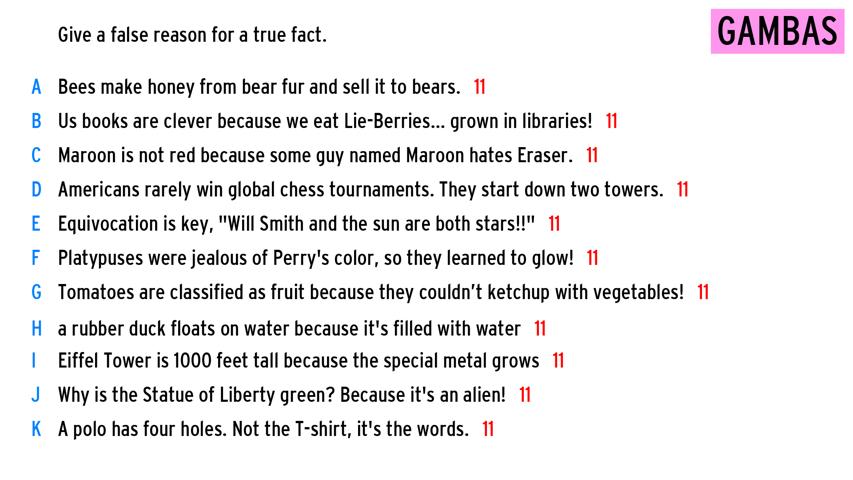 Give a false reason for a true fact.
GAMBAS
A Bees make honey from bear fur and sell it to bears. 11
B Us books are clever because we eat Lie-Berries... grown in libraries! 11
C Maroon is not red because some guy named Maroon hates Eraser. 11
D Americans rarely win global chess tournaments. They start down two towers. 11
E Equivocation is key, "Will Smith and the sun are both stars!!" 11
F Platypuses were jealous of Perry's color, so they learned to glow! 11
G Tomatoes are classified as fruit because they couldn’t ketchup with vegetables! 11
H a rubber duck floats on water because it's filled with water 11
I Eiffel Tower is 1000 feet tall because the special metal grows 11
J Why is the Statue of Liberty green? Because it's an alien! 11
K A polo has four holes. Not the T-shirt, it's the words. 11